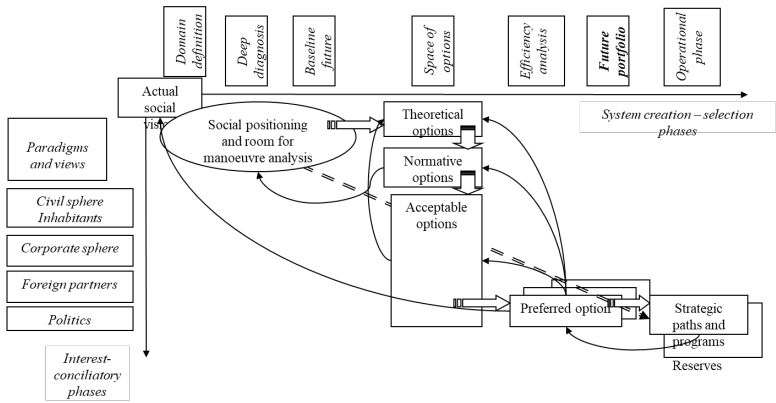 Domain
definition
Deep
diagnosis
Baseline
future
Space of
options
Efficiency
analysis
Future
portfolio
Operational
phase
Actual
social
vis
System creation – selection
phases
Paradigms
and views
Civil sphere
Inhabitants
Corporate sphere
Foreign partners
Politics
Interest-
conciliatory
phases
Social positioning
and room for
manoeuvre analysis
Theoretical
options
Normative
options
Acceptable
options
Preferred option
Strategic
paths and
programs
Reserves